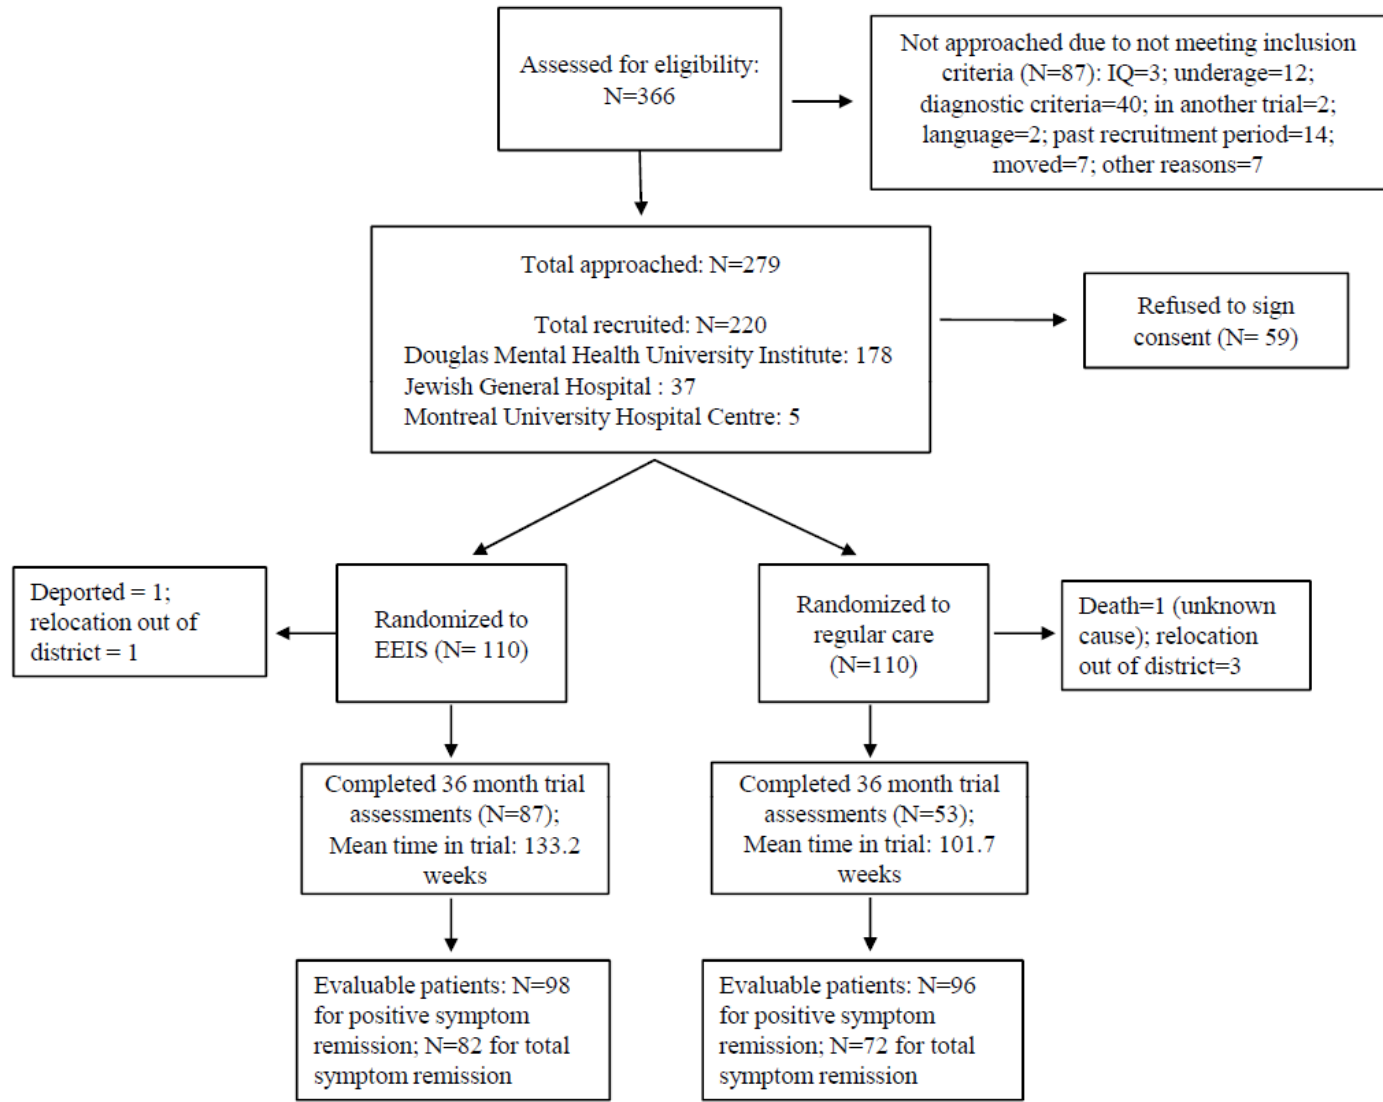 Assessed for eligibility:
N=366
Not approached due to not meeting inclusion
criteria (N=87): IQ=3; underage=12;
diagnostic criteria=40; in another trial=2;
language=2; past recruitment period=14;
moved=7; other reasons=7
Total approached: N=279
Total recruited: N=220
Douglas Mental Health University Institute: 178
Jewish General Hospital : 37
Montreal University Hospital Centre: 5
Refused to sign
consent (N= 59)
Deported = 1;
relocation out of
district = 1
Randomized to
EEIS (N= 110)
Randomized to
regular care
(N=110)
Death=1 (unknown
cause); relocation
out of district=3
Completed 36 month trial
assessments (N=87);
Mean time in trial: 133.2
weeks
Completed 36 month trial
assessments (N=53);
Mean time in trial: 101.7
weeks
Evaluable patients: N=98
for positive symptom
remission; N=82 for total
symptom remission
Evaluable patients: N=96
for positive symptom
remission; N=72 for total
symptom remission